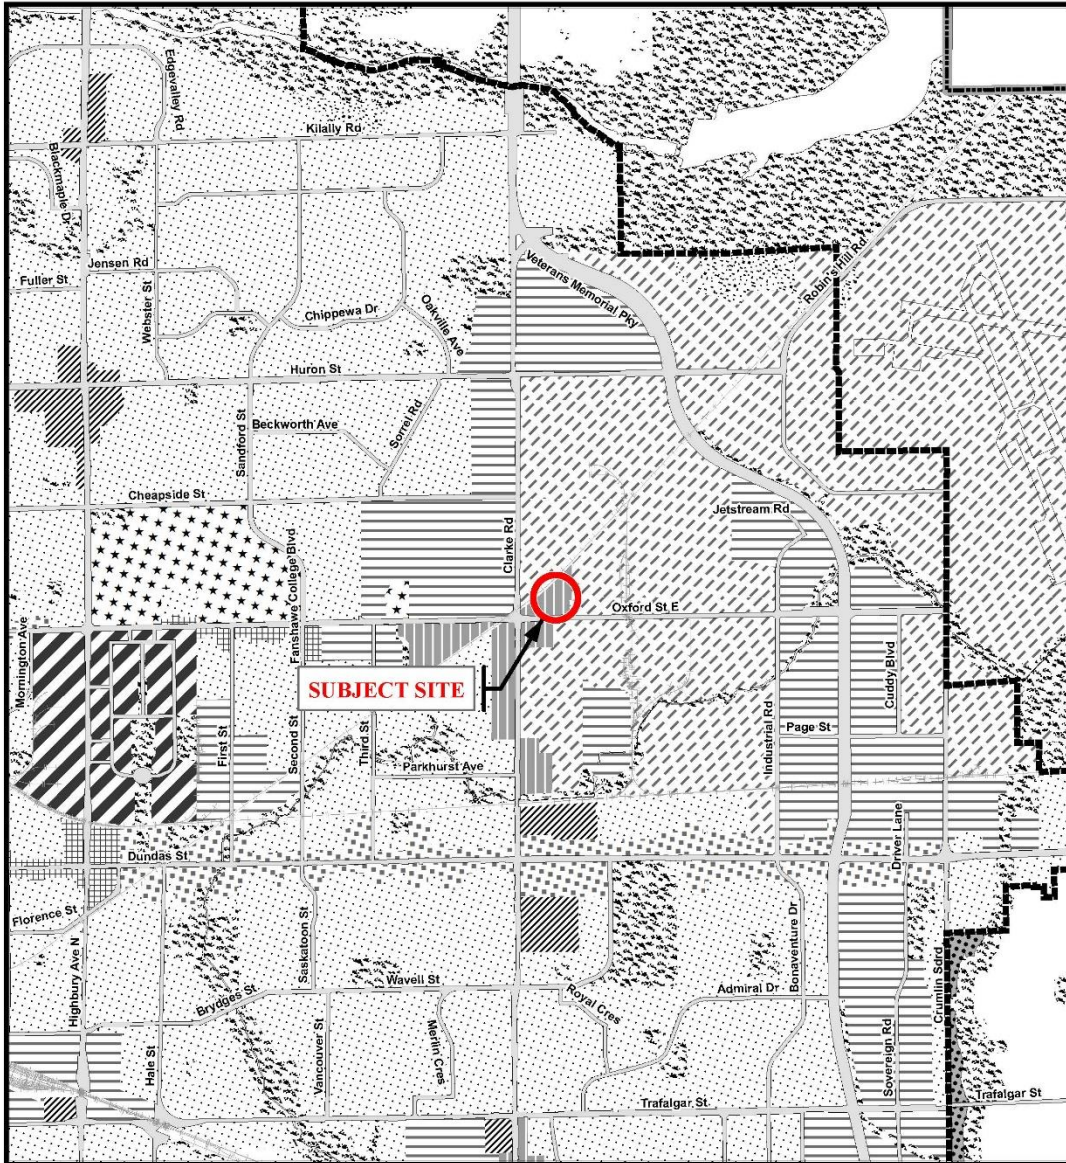 Edgevalley Rd
Kilally Rd
Blackmaple Dr
Jensen Rd
Fuller St
Webster St
Chippewa Dr
Oakville Ave
Veterans Memorial Pky
Robin's Hill Rd
Huron St
Sandford St
Beckworth Ave
Sorrel Rd
Cheapside St
Jetstream Rd
Clarke Rd
Fanshawe College Blvd
Oxford St E
Mornington Ave
SUBJECT SITE
First St
Second St
Third St
Parkhurst Ave
Industrial Rd
Page St
Cuddy Blvd
Dundas St
Driver Lane
Florence St
Highbury Ave N
Saskatoon St
Wavell St
Brydges St
Royal Cres
Admiral Dr
Bonaventure Dr
Crumlin Sdrd
Hale St
Vancouver St
Merlin Cres
Sovereign Rd
Trafalgar St
Trafalgar St